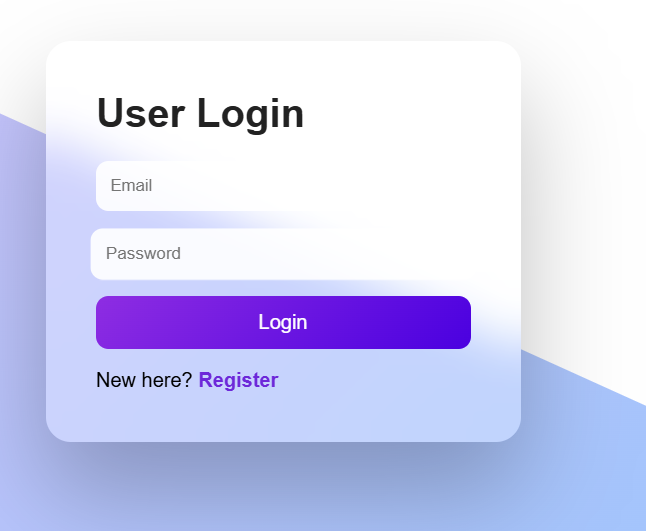 User Login
Email
Password
Login
New here? Register